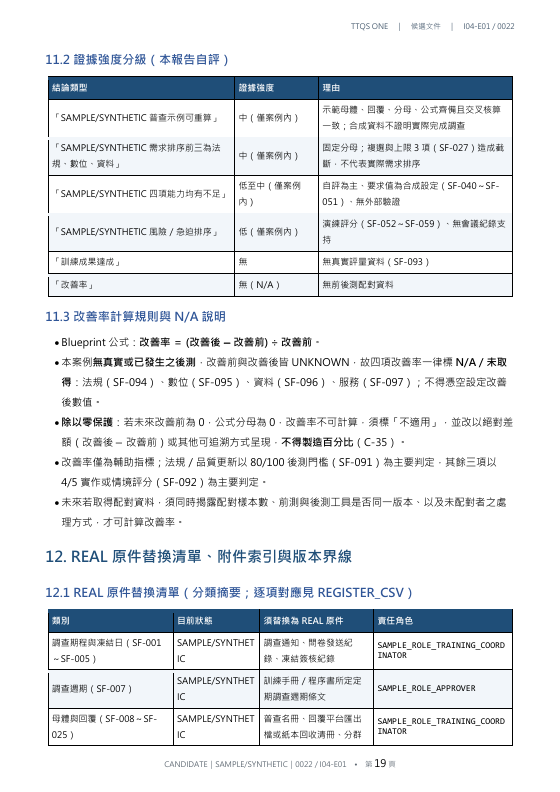 TTQS ONE | 候選文件 | I04-E01 / 0022
11.2 證據強度分級（本報告自評）
結論類型 證據強度 理由
「SAMPLE/SYNTHETIC 普查示例可重算」 中（僅案例內） 示範母體、回覆、分母、公式齊備且交叉核算
一致；合成資料不證明實際完成調查
「SAMPLE/SYNTHETIC 需求排序前三為法
規、數位、資料」 中（僅案例內） 固定分母；複選與上限 3 項（SF-027）造成截
斷，不代表實際需求排序
「SAMPLE/SYNTHETIC 四項能力均有不足」 低至中（僅案例
內） 自評為主、要求值為合成設定（SF-040～SF-
051）、無外部驗證
「SAMPLE/SYNTHETIC 風險 / 急迫排序」 低（僅案例內） 演練評分（SF-052～SF-059）、無會議紀錄支
持
「訓練成果達成」 無 無真實評量資料（SF-093）
「改善率」 無（N/A） 無前後測配對資料
11.3 改善率計算規則與 N/A 說明
• Blueprint 公式：改善率 = (改善後 − 改善前) ÷ 改善前。
• 本案例無真實或已發生之後測，改善前與改善後皆 UNKNOWN，故四項改善率一律標 N/A / 未取
得：法規（SF-094）、數位（SF-095）、資料（SF-096）、服務（SF-097）；不得憑空設定改善
後數值。
• 除以零保護：若未來改善前為 0，公式分母為 0，改善率不可計算，須標「不適用」，並改以絕對差
額（改善後 − 改善前）或其他可追溯方式呈現，不得製造百分比（C-35）。
• 改善率僅為輔助指標；法規 / 品質更新以 80/100 後測門檻（SF-091）為主要判定，其餘三項以
4/5 實作或情境評分（SF-092）為主要判定。
• 未來若取得配對資料，須同時揭露配對樣本數、前測與後測工具是否同一版本、以及未配對者之處
理方式，才可計算改善率。
12. REAL 原件替換清單、附件索引與版本界線
12.1 REAL 原件替換清單（分類摘要；逐項對應見 REGISTER_CSV）
類別 目前狀態 須替換為 REAL 原件 責任角色
調查期程與凍結日（SF-001
～SF-005） SAMPLE/SYNTHET
IC 調查通知、問卷發送紀
錄、凍結簽核紀錄 SAMPLE_ROLE_TRAINING_COORD
INATOR
調查週期（SF-007） SAMPLE/SYNTHET
IC 訓練手冊 / 程序書所定定
期調查週期條文 SAMPLE_ROLE_APPROVER
母體與回覆（SF-008～SF-
025） SAMPLE/SYNTHET
IC 普查名冊、回覆平台匯出
檔或紙本回收清冊、分群 SAMPLE_ROLE_TRAINING_COORD
INATOR
CANDIDATE | SAMPLE/SYNTHETIC | 0022 / I04-E01 • 第 19 頁